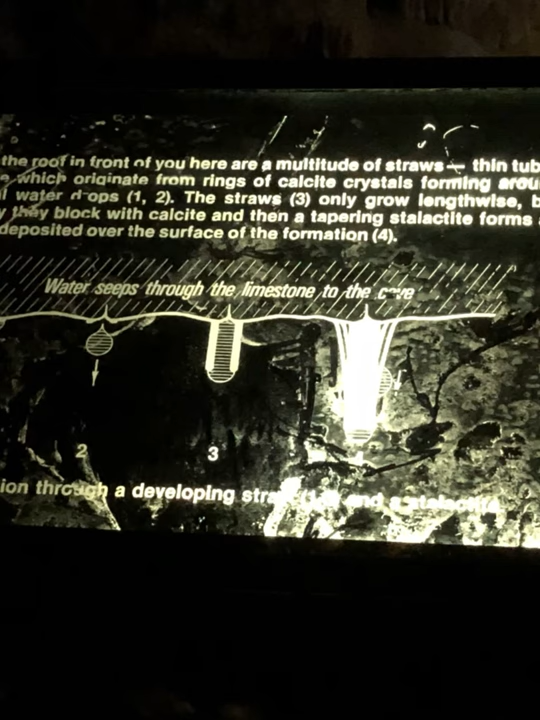 the roof in front of you here are a multitude of straws — thin tub
e which originate from rings of calcite crystals forming arou
l water drops (1, 2). The straws (3) only grow lengthwise, b
y they block with calcite and then a tapering stalactite forms
deposited over the surface of the formation (4).
Water seeps through the limestone to the cave
2 3
ion through a developing and a stalactite